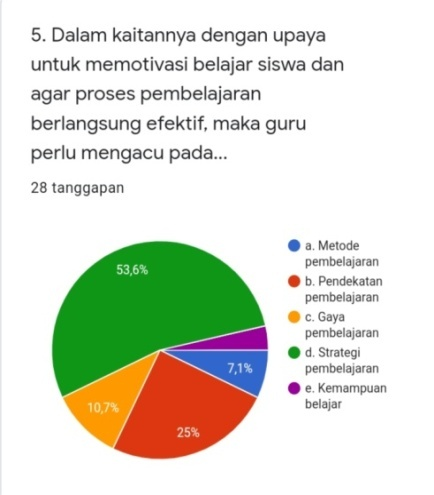 5. Dalam kaitannya dengan upaya
untuk memotivasi belajar siswa dan
agar proses pembelajaran
berlangsung efektif, maka guru
perlu mengacu pada...
28 tanggapan
53,6%
7,1%
10,7%
25%
a. Metode
pembelajaran
b. Pendekatan
pembelajaran
c. Gaya
pembelajaran
d. Strategi
pembelajaran
e. Kemampuan
belajar